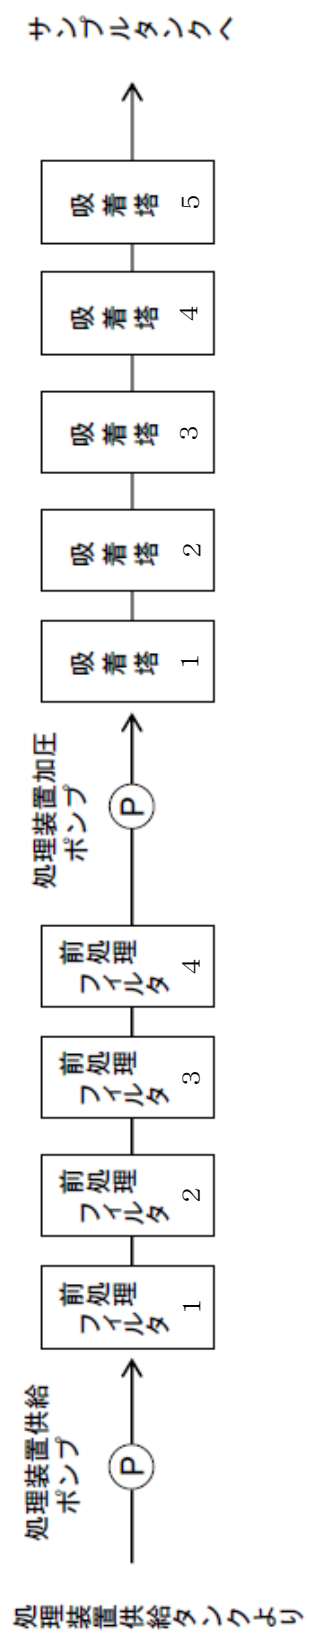 処理装置供給タンクより
処理装置供給
ポンプ
P
前処理
フィルタ
1
前処理
フィルタ
2
前処理
フィルタ
3
前処理
フィルタ
4
処理装置加圧
ポンプ
P
吸着塔
1
吸着塔
2
吸着塔
3
吸着塔
4
吸着塔
5
サンプルタンクへ